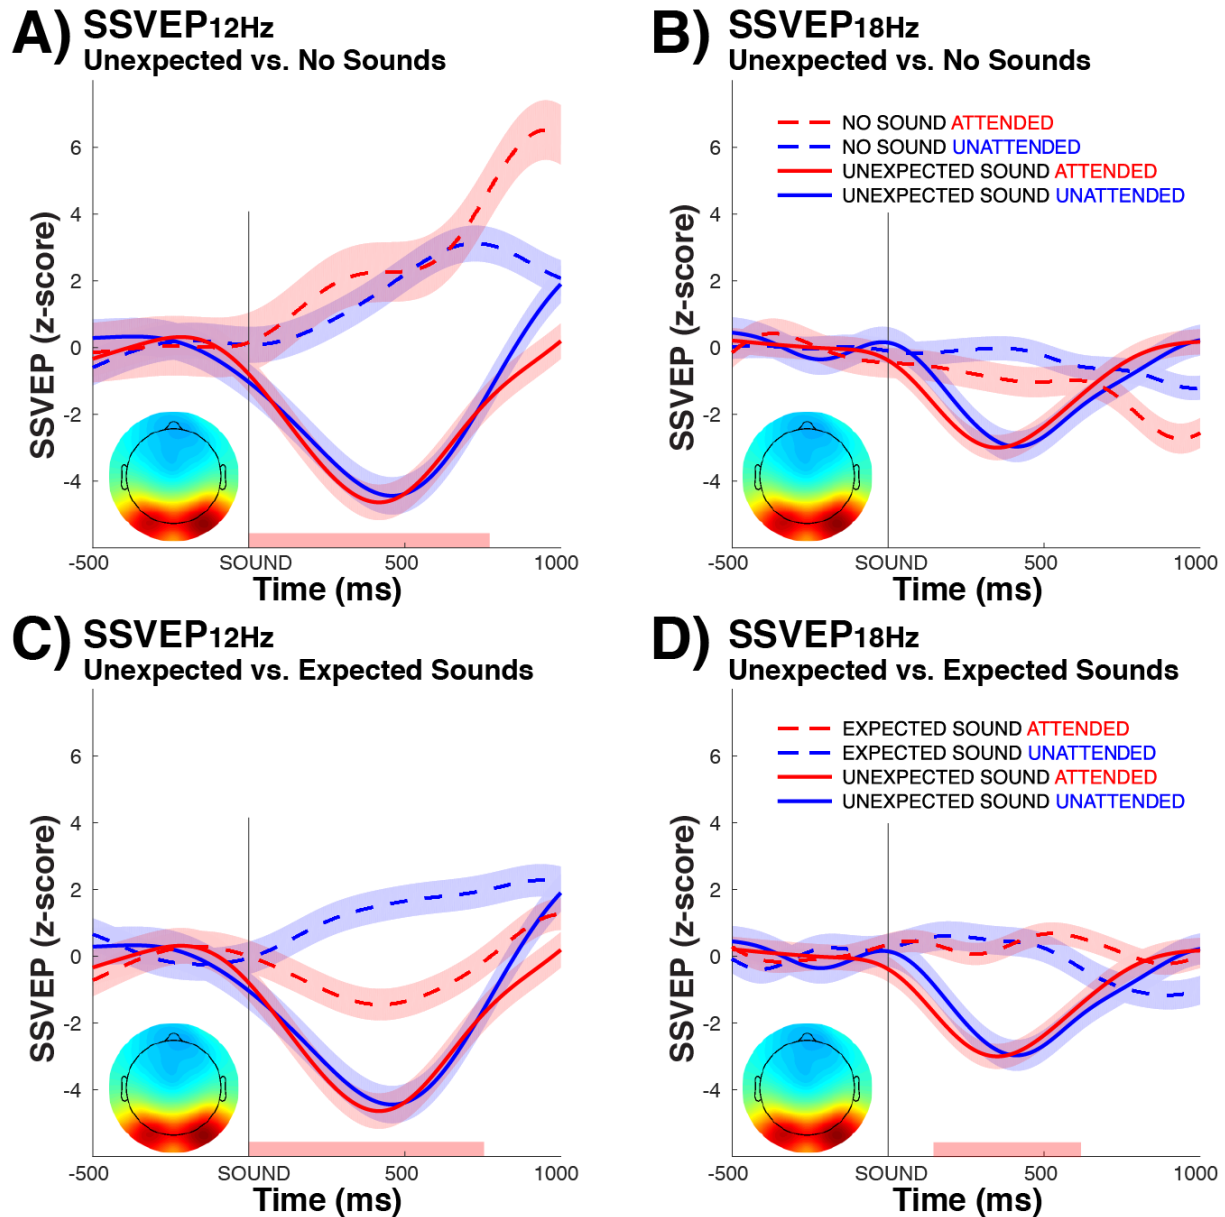 A) SSVEP12Hz
Unexpected vs. No Sounds
SSVEP (z-score)
6
4
2
0
-2
-4
-500
SOUND
500
1000
Time (ms)
B) SSVEP18Hz
Unexpected vs. No Sounds
NO SOUND ATTENDED
NO SOUND UNATTENDED
UNEXPECTED SOUND ATTENDED
UNEXPECTED SOUND UNATTENDED
SSVEP (z-score)
6
4
2
0
-2
-4
-500
SOUND
500
1000
Time (ms)
C) SSVEP12Hz
Unexpected vs. Expected Sounds
SSVEP (z-score)
6
4
2
0
-2
-4
-500
SOUND
500
1000
Time (ms)
D) SSVEP18Hz
Unexpected vs. Expected Sounds
EXPECTED SOUND ATTENDED
EXPECTED SOUND UNATTENDED
UNEXPECTED SOUND ATTENDED
UNEXPECTED SOUND UNATTENDED
SSVEP (z-score)
6
4
2
0
-2
-4
-500
SOUND
500
1000
Time (ms)